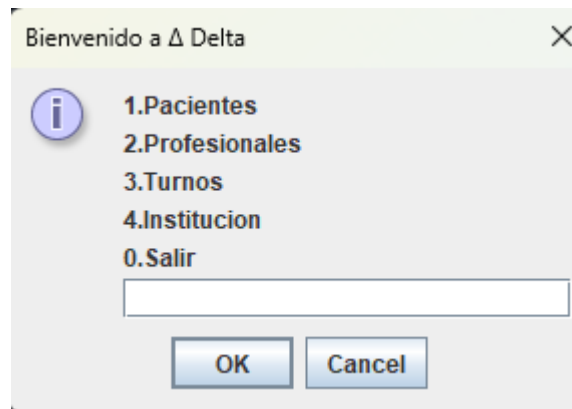 Bienvenido a Δ Delta
1.Pacientes
2.Profesionales
3.Turnos
4.Institucion
0.Salir
OK Cancel